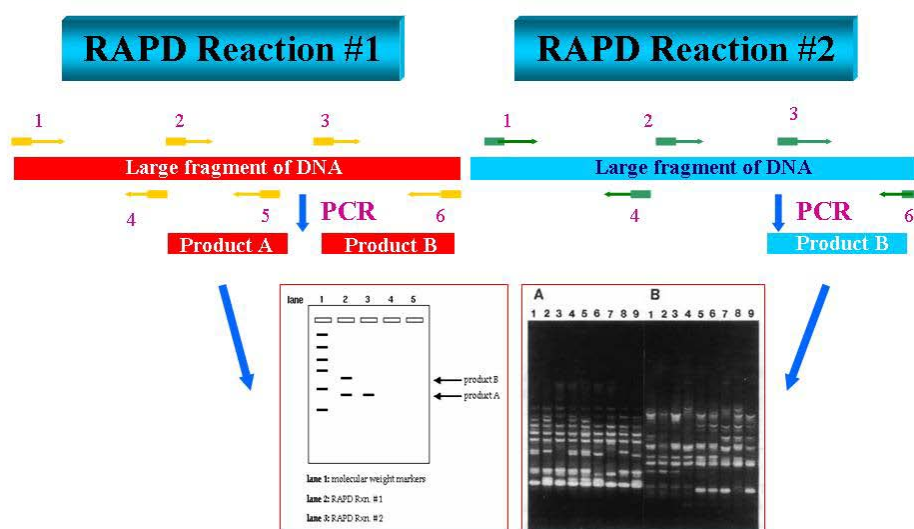 RAPD Reaction #1
RAPD Reaction #2
1 2 3
1 2 3
Large fragment of DNA
Large fragment of DNA
4 5 6
4 6
PCR
PCR
Product A
Product B
Product B
lane 1 2 3 4 5
product B
product A
lane 1: molecular weight markers
lane 2: RAPD Rxn. #1
lane 3: RAPD Rxn. #2
A B
1 2 3 4 5 6 7 8 9 1 2 3 4 5 6 7 8 9